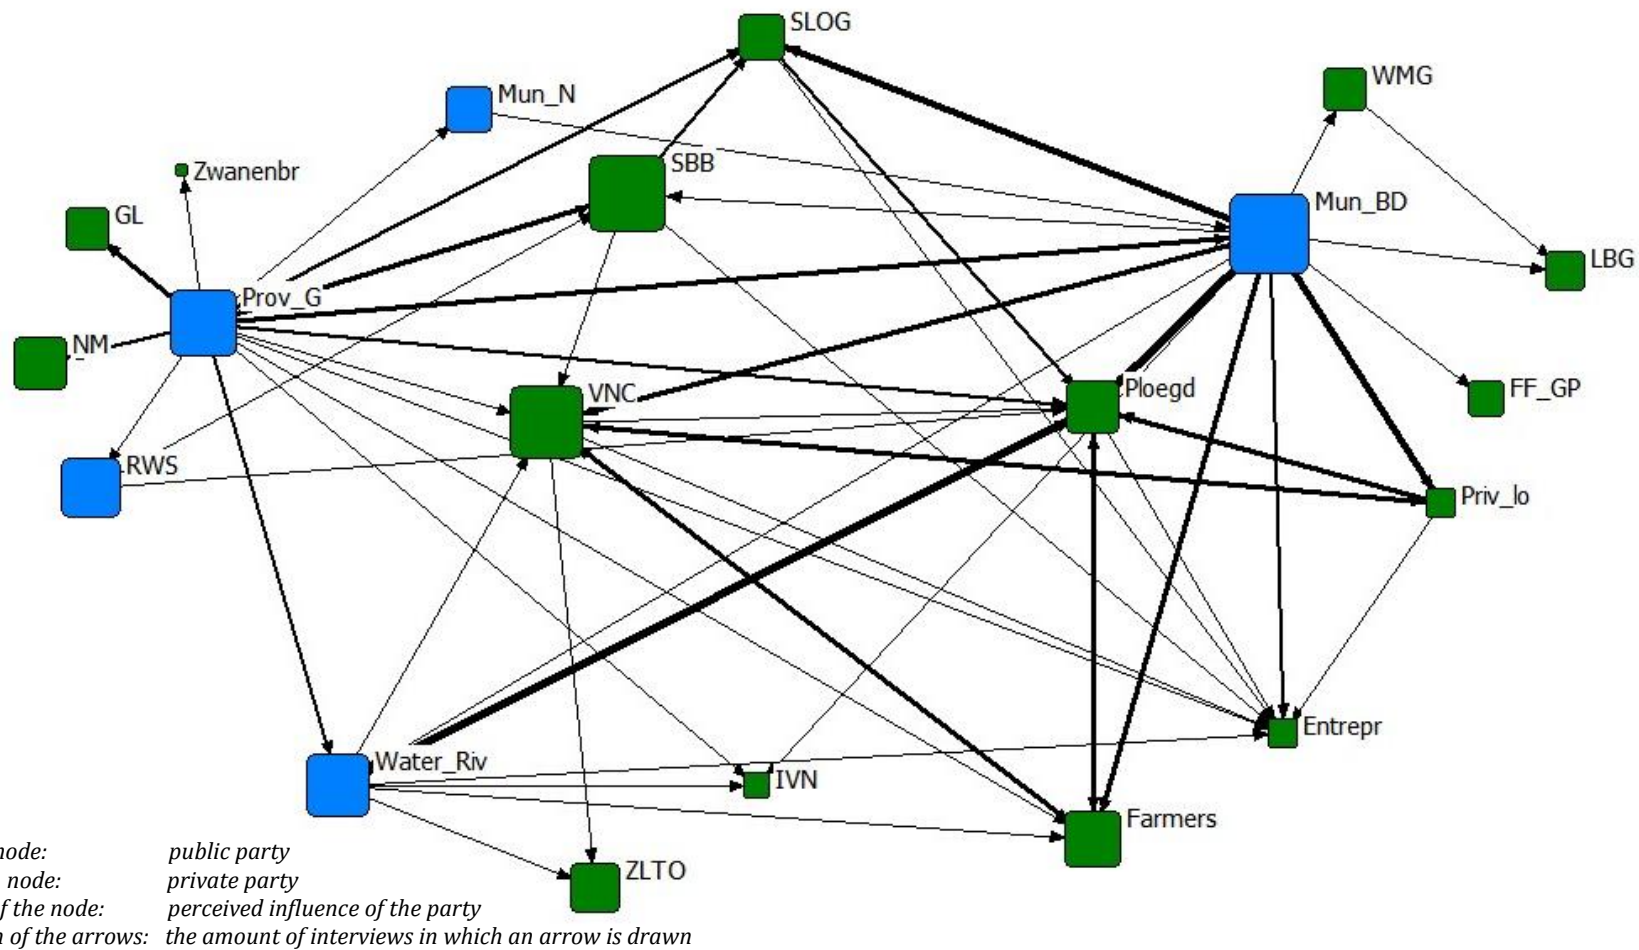 SLOG
WMG
Mun_N
SBB
Zwanenbr
Mun_BD
GL
LBG
Prov_G
NM
VNC
Ploegd
FF_GP
RWS
Priv_lo
Entrepr
Water_Riv
IVN
Farmers
ZLTO
node: public party
node: private party
of the node: perceived influence of the party
of the arrows: the amount of interviews in which an arrow is drawn